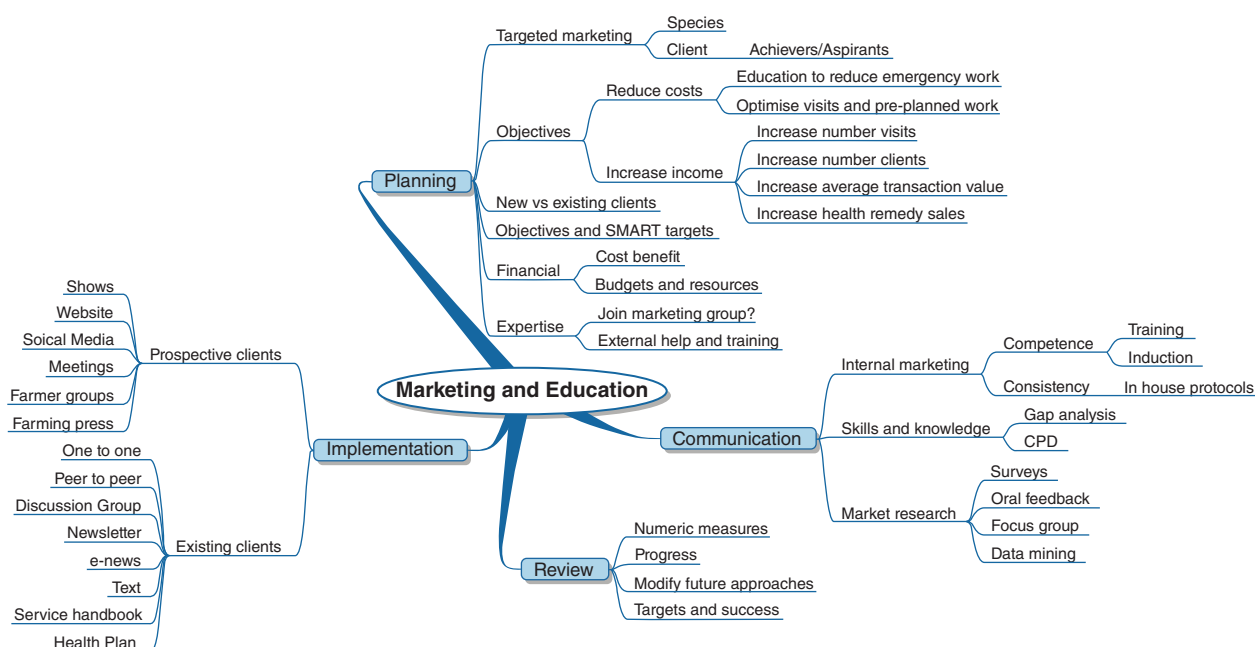 Marketing and Education
Planning
Targeted marketing
Species
Client
Achievers/Aspirants
Objectives
Reduce costs
Education to reduce emergency work
Optimise visits and pre-planned work
Increase income
Increase number visits
Increase number clients
Increase average transaction value
Increase health remedy sales
New vs existing clients
Objectives and SMART targets
Financial
Cost benefit
Budgets and resources
Expertise
Join marketing group?
External help and training
Communication
Internal marketing
Competence
Training
Induction
Consistency
In house protocols
Skills and knowledge
Gap analysis
CPD
Market research
Surveys
Oral feedback
Focus group
Data mining
Review
Numeric measures
Progress
Modify future approaches
Targets and success
Implementation
Prospective clients
Shows
Website
Soical Media
Meetings
Farmer groups
Farming press
Existing clients
One to one
Peer to peer
Discussion Group
Newsletter
e-news
Text
Service handbook
Health Plan